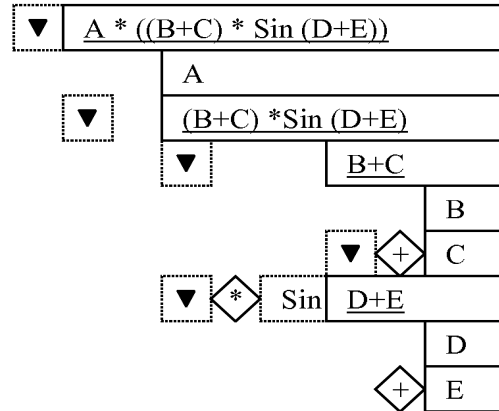 ▼ A * ((B+C) * Sin (D+E))
A
▼ (B+C) *Sin (D+E)
▼ B+C
B
▼ + C
▼ * Sin D+E
D
+ E